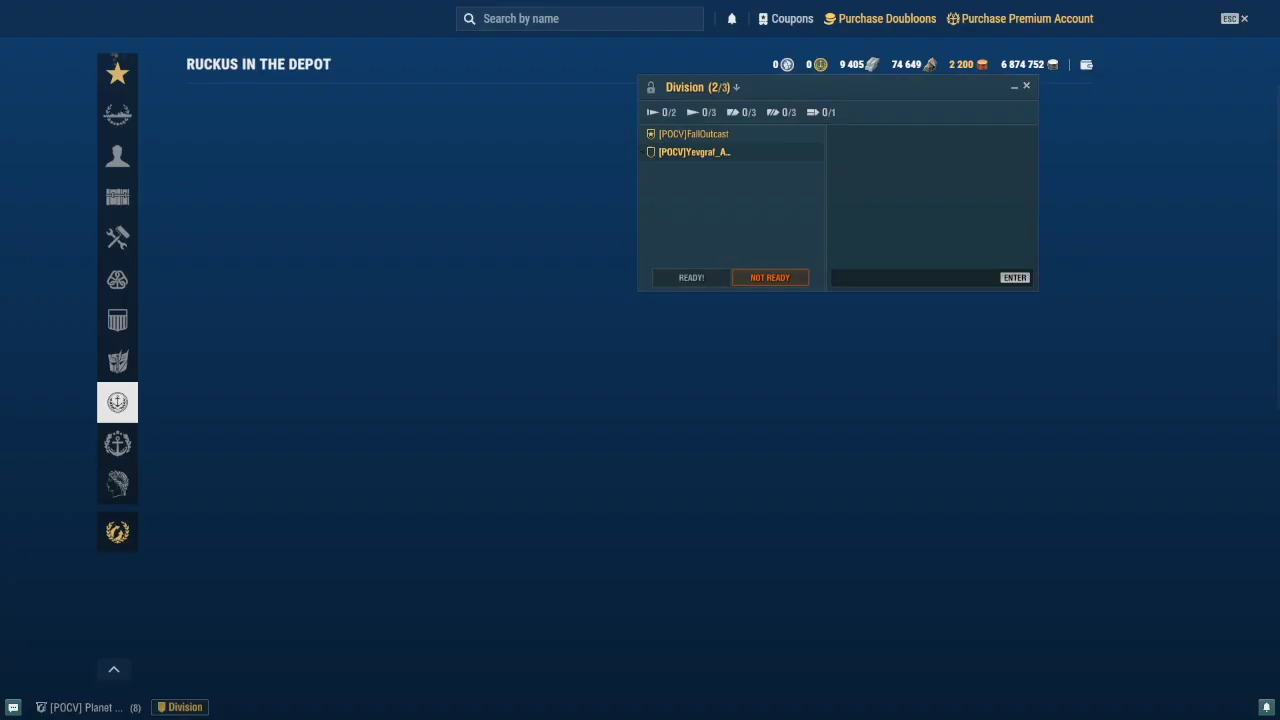 Search by name
Coupons
Purchase Doubloons
Purchase Premium Account
ESC
RUCKUS IN THE DEPOT
0 0 9 405 74 649 2 200 6 874 752
Division (2/3)
0/2 0/3 0/3 0/3 0/1
[POCV]FallOutcast
[POCV]Yevgraf_A...
READY! NOT READY
ENTER
[POCV] Planet ... (8)
Division